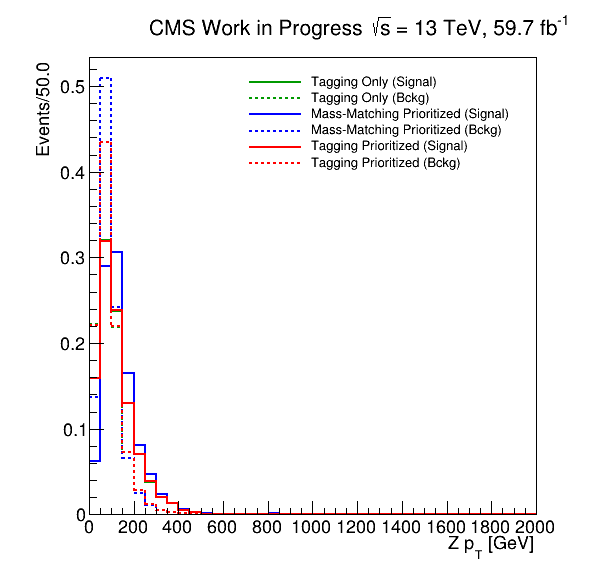 CMS Work in Progress √s = 13 TeV, 59.7 fb⁻¹
Events/50.0
Tagging Only (Signal)
Tagging Only (Bckg)
Mass-Matching Prioritized (Signal)
Mass-Matching Prioritized (Bckg)
Tagging Prioritized (Signal)
Tagging Prioritized (Bckg)
0.5
0.4
0.3
0.2
0.1
0
0 200 400 600 800 1000 1200 1400 1600 1800 2000
Z p_T [GeV]